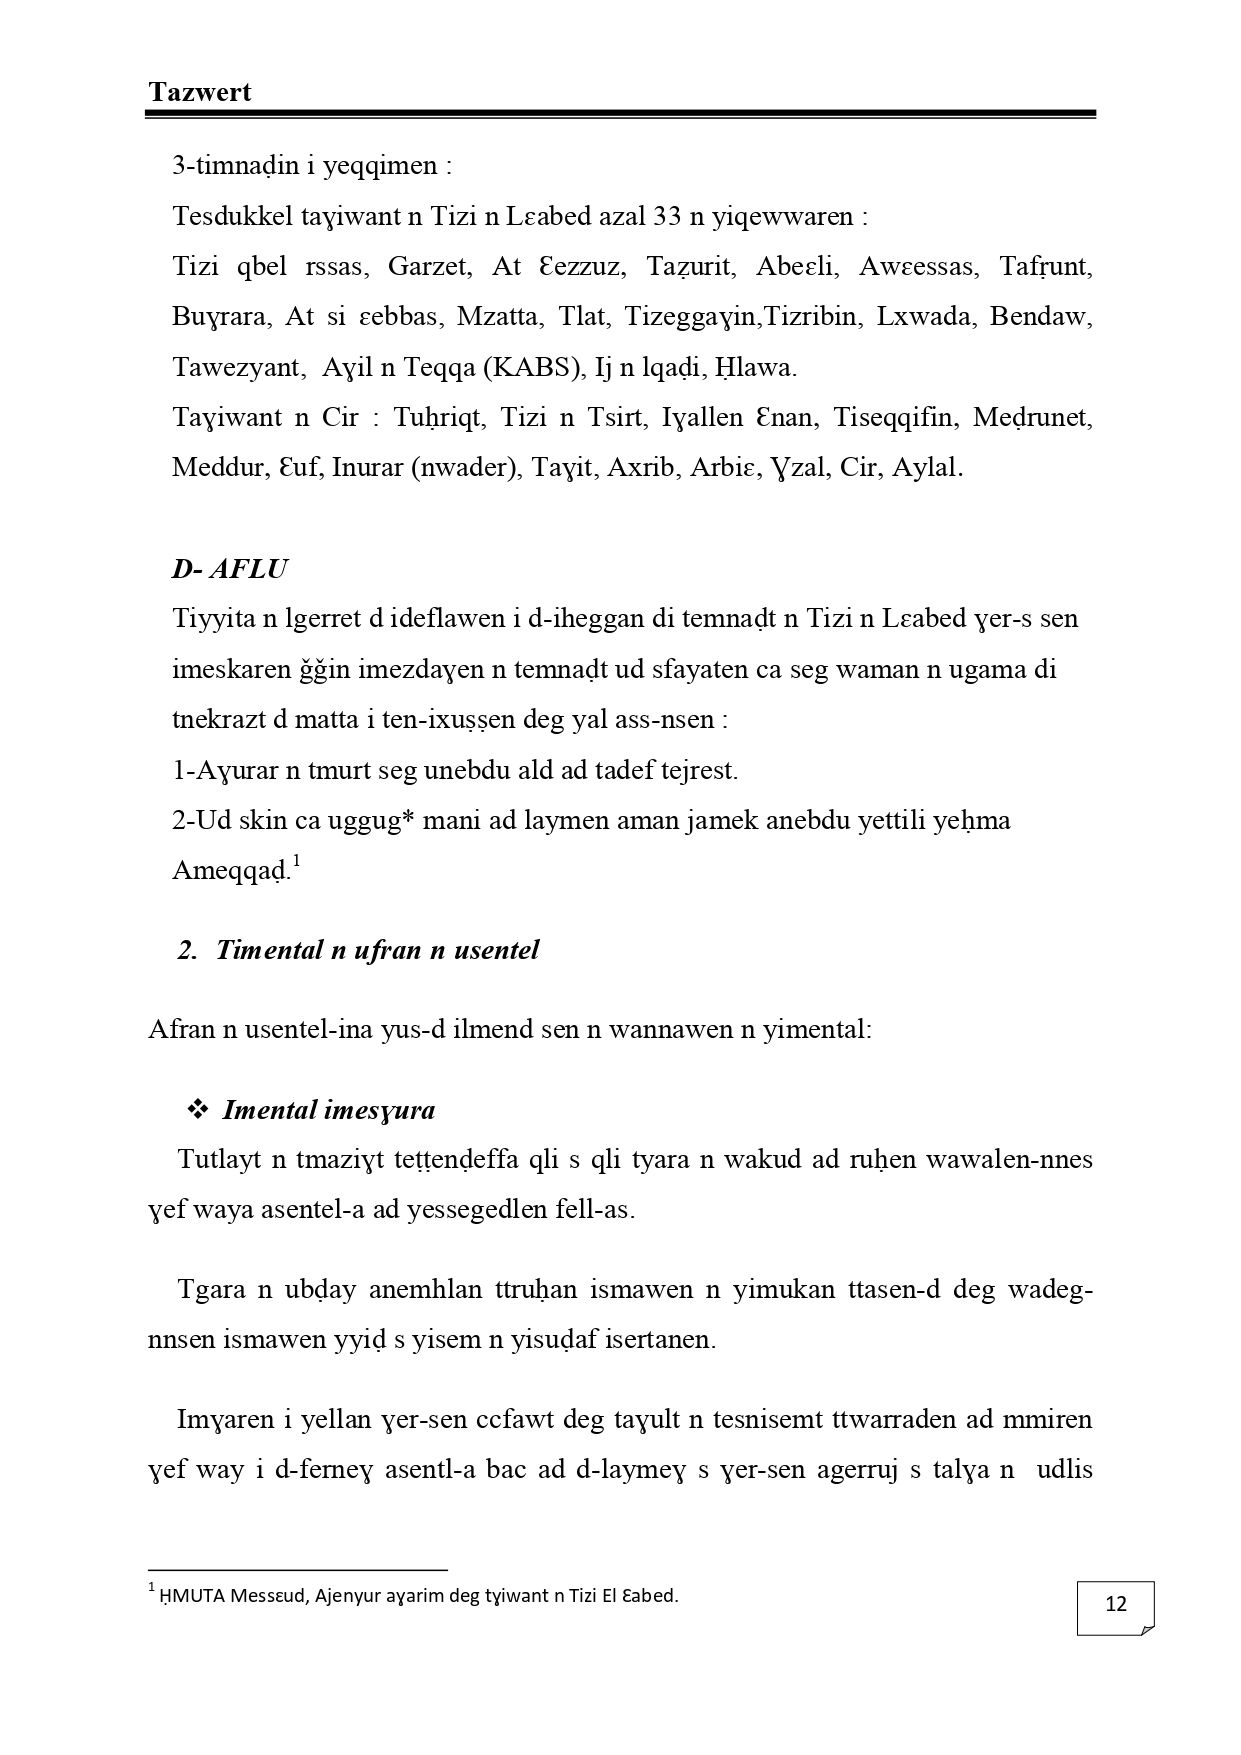 Tazwert
3-timnaḍin i yeqqimen :
Tesdukkel taɣiwant n Tizi n Lɛabed azal 33 n yiqewwaren :
Tizi qbel rssas, Garzet, At Ɛezzuz, Taẓurit, Abeɛli, Awɛessas, Tafṛunt,
Buɣrara, At si ɛebbas, Mzatta, Tlat, Tizeggaɣin,Tizribin, Lxwada, Bendaw,
Tawezyant, Aɣil n Teqqa (KABS), Ij n lqaḍi, Ḥlawa.
Taɣiwant n Cir : Tuḥriqt, Tizi n Tsirt, Iɣallen Ɛnan, Tiseqqifin, Meḍrunet,
Meddur, Ɛuf, Inurar (nwader), Taɣit, Axrib, Arbiɛ, Ɣzal, Cir, Aylal.
D- AFLU
Tiyyita n lgerret d ideflawen i d-iheggan di temnaḍt n Tizi n Lɛabed ɣer-s sen
imeskaren ǧǧin imezdaɣen n temnaḍt ud sfayaten ca seg waman n ugama di
tnekrazt d matta i ten-ixuṣṣen deg yal ass-nsen :
1-Aɣurar n tmurt seg unebdu ald ad tadef tejrest.
2-Ud skin ca uggug* mani ad laymen aman jamek anebdu yettili yeḥma
Ameqqaḍ.¹
2. Timental n ufran n usentel
Afran n usentel-ina yus-d ilmend sen n wannawen n yimental:
❖ Imental imesɣura
Tutlayt n tmaziɣt teṭṭenḍeffa qli s qli tyara n wakud ad ruḥen wawalen-nnes
ɣef waya asentel-a ad yessegedlen fell-as.
Tgara n ubḍay anemhlan ttruḥan ismawen n yimukan ttasen-d deg wadeg-
nnsen ismawen yyiḍ s yisem n yisuḍaf isertanen.
Imɣaren i yellan ɣer-sen ccfawt deg taɣult n tesnisemt ttwarraden ad mmiren
ɣef way i d-ferneɣ asentl-a bac ad d-laymeɣ s ɣer-sen agerruj s talɣa n udlis
¹ ḤMUTA Messɛud, Ajenyur aɣarim deg tɣiwant n Tizi El Ɛabed.
12